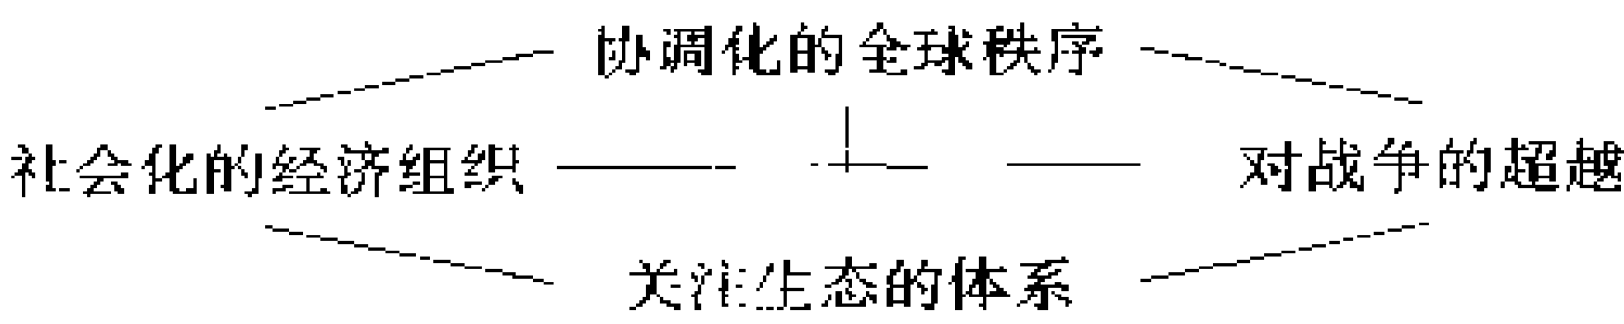 协调化的全球秩序
社会化的经济组织
对战争的超越
关注生态的体系